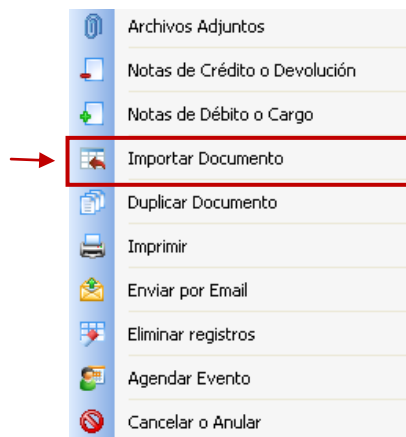 Archivos Adjuntos
Notas de Crédito o Devolución
Notas de Débito o Cargo
Importar Documento
Duplicar Documento
Imprimir
Enviar por Email
Eliminar registros
Agendar Evento
Cancelar o Anular